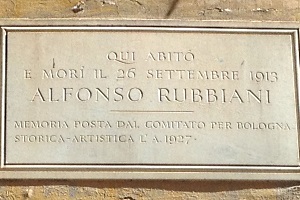 QUI ABITÒ
E MORÌ IL 26 SETTEMBRE 1913
ALFONSO RUBBIANI
MEMORIA POSTA DAL COMITATO PER BOLOGNA
STORICA-ARTISTICA L'A. 1927.